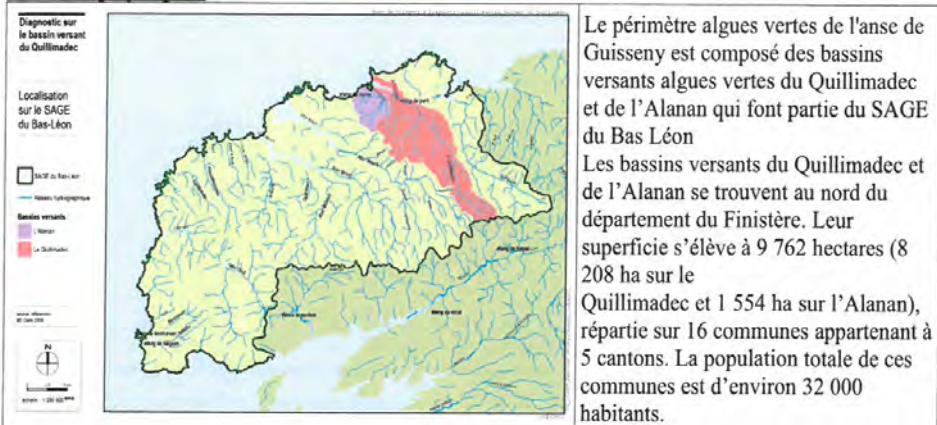 Diagnostic sur
le bassin versant
du Quillimadec
Localisation
sur le SAGE
du Bas-Léon
SAGE du Bas-Léon
Réseau hydrographique
Bassins versants
L'Alanan
Le Quillimadec
N
Le périmètre algues vertes de l'anse de
Guisseny est composé des bassins
versants algues vertes du Quillimadec
et de l'Alanan qui font partie du SAGE
du Bas Léon
Les bassins versants du Quillimadec et
de l'Alanan se trouvent au nord du
département du Finistère. Leur
superficie s'élève à 9 762 hectares (8
208 ha sur le
Quillimadec et 1 554 ha sur l'Alanan),
répartie sur 16 communes appartenant à
5 cantons. La population totale de ces
communes est d'environ 32 000
habitants.